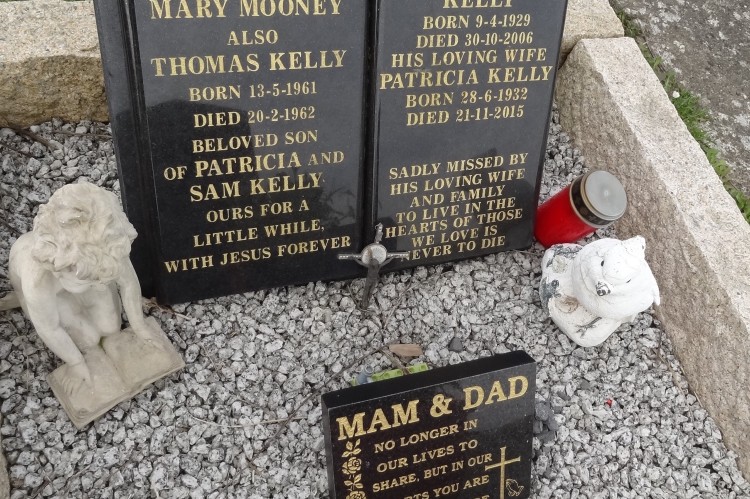 MARY MOONEY
ALSO
THOMAS KELLY
BORN 13-5-1961
DIED 20-2-1962
BELOVED SON
OF PATRICIA AND
SAM KELLY
OURS FOR A
LITTLE WHILE,
WITH JESUS FOREVER
KELLY
BORN 9-4-1929
DIED 30-10-2006
HIS LOVING WIFE
PATRICIA KELLY
BORN 28-6-1932
DIED 21-11-2015
SADLY MISSED BY
HIS LOVING WIFE
AND FAMILY
TO LIVE IN THE
HEARTS OF THOSE
WE LOVE IS
TO DIE
MAM & DAD
NO LONGER IN
OUR LIVES TO
SHARE, BUT IN OUR
YOU ARE